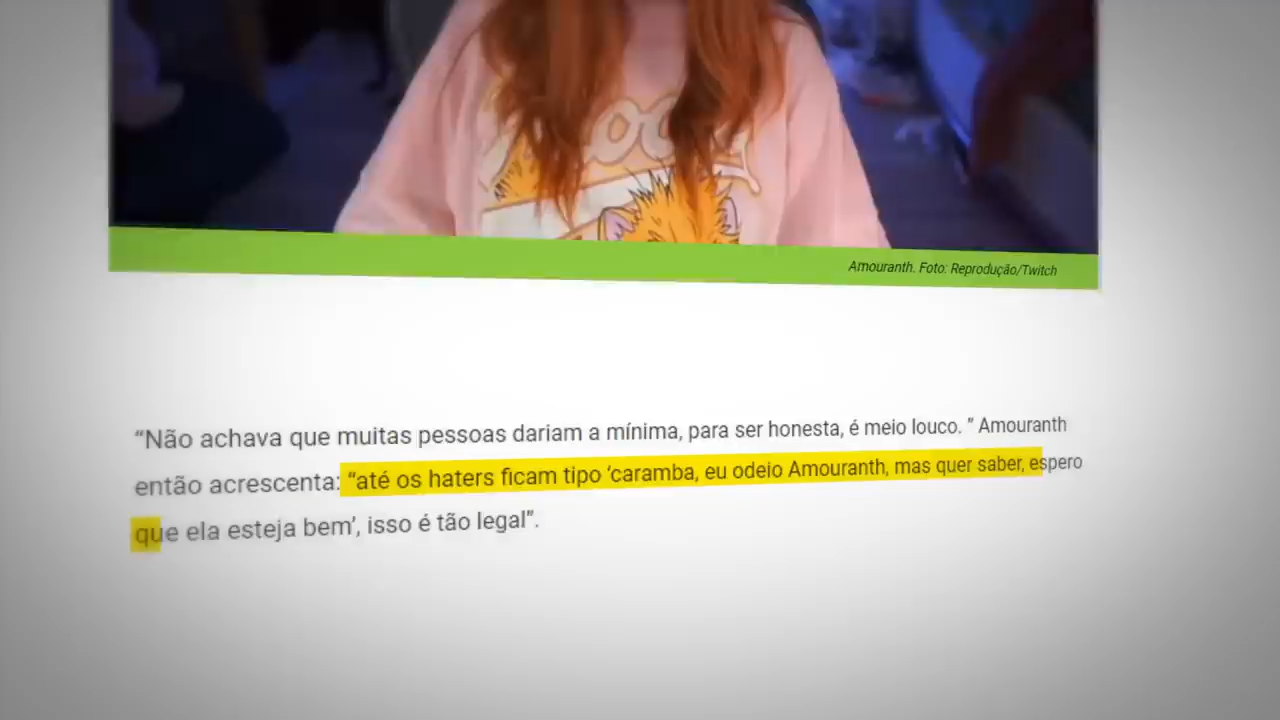 Amouranth. Foto: Reprodução/Twitch
“Não achava que muitas pessoas dariam a mínima, para ser honesta, é meio louco. ” Amouranth
então acrescenta: “até os haters ficam tipo ‘caramba, eu odeio Amouranth, mas quer saber, espero
que ela esteja bem’, isso é tão legal”.